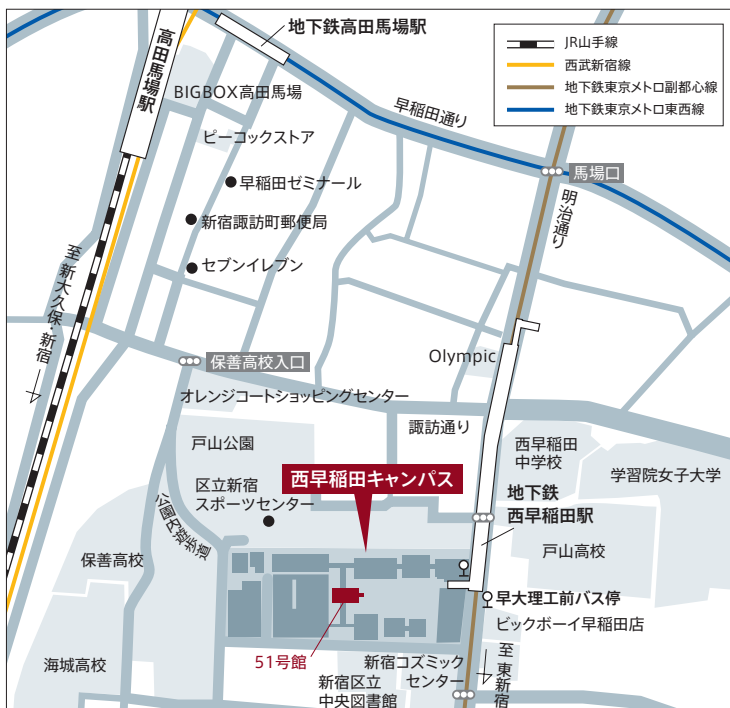 地下鉄高田馬場駅
JR山手線
西武新宿線
地下鉄東京メトロ副都心線
地下鉄東京メトロ東西線
高田馬場駅
BIGBOX高田馬場
早稲田通り
ピーコックストア
馬場口
早稲田ゼミナール
明治通り
新宿諏訪町郵便局
至 新大久保・新宿
セブンイレブン
保善高校入口
Olympic
オレンジコートショッピングセンター
諏訪通り
戸山公園
西早稲田
中学校
学習院女子大学
西早稲田キャンパス
区立新宿
スポーツセンター
地下鉄
西早稲田駅
公園内遊歩道
戸山高校
保善高校
早大理工前バス停
ビックボーイ早稲田店
51号館
新宿コズミック
センター
至 東新宿
海城高校
新宿区立
中央図書館